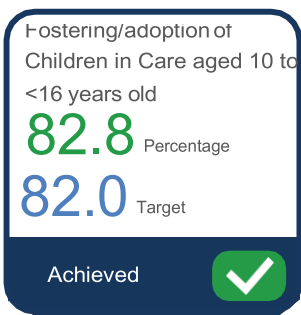 Fostering/adoption of
Children in Care aged 10 to
<16 years old
82.8 Percentage
82.0 Target
Achieved